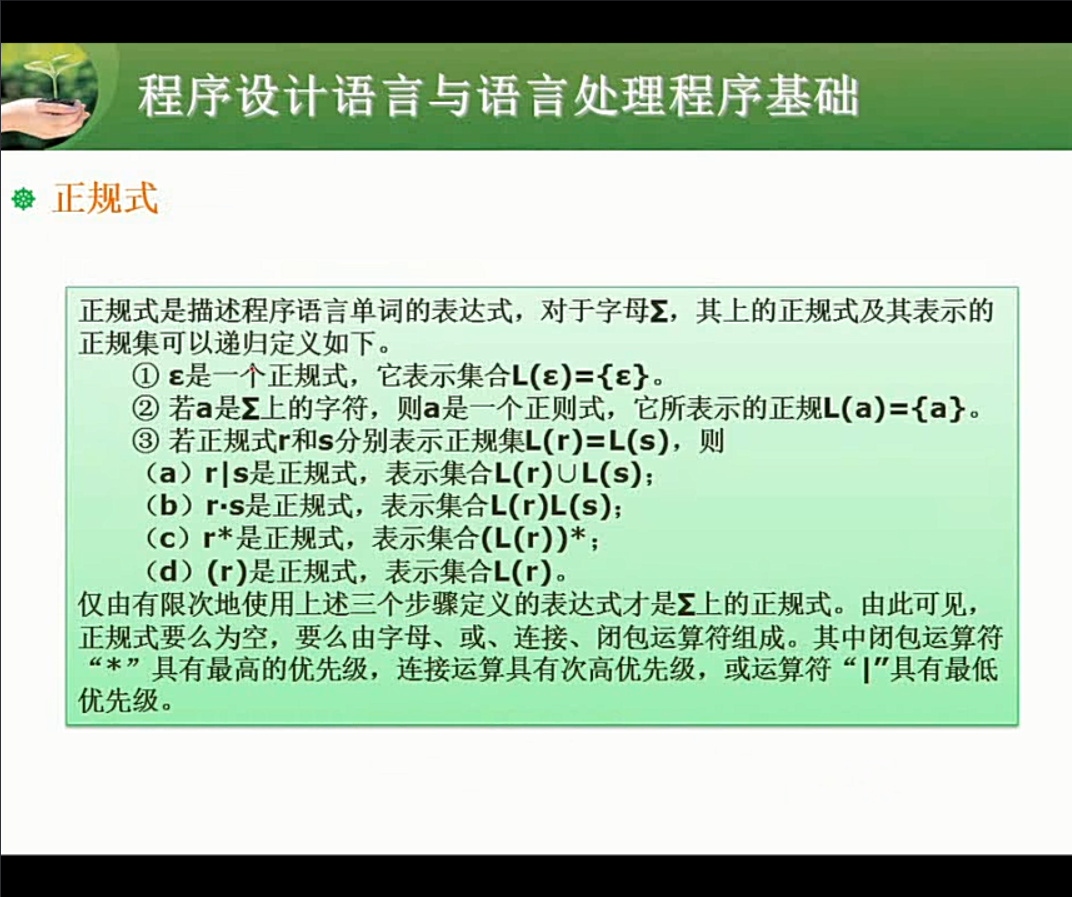 程序设计语言与语言处理程序基础
正规式
正规式是描述程序语言单词的表达式，对于字母∑，其上的正规式及其表示的
正规集可以递归定义如下。
① ε是一个正规式，它表示集合L(ε)={ε}。
② 若a是∑上的字符，则a是一个正则式，它所表示的正规L(a)={a}。
③ 若正规式r和s分别表示正规集L(r)=L(s)，则
（a）r|s是正规式，表示集合L(r)∪L(s)；
（b）r·s是正规式，表示集合L(r)L(s)；
（c）r*是正规式，表示集合(L(r))*；
（d）(r)是正规式，表示集合L(r)。
仅由有限次地使用上述三个步骤定义的表达式才是∑上的正规式。由此可见，
正规式要么为空，要么由字母、或、连接、闭包运算符组成。其中闭包运算符
“*”具有最高的优先级，连接运算具有次高优先级，或运算符“|”具有最低
优先级。